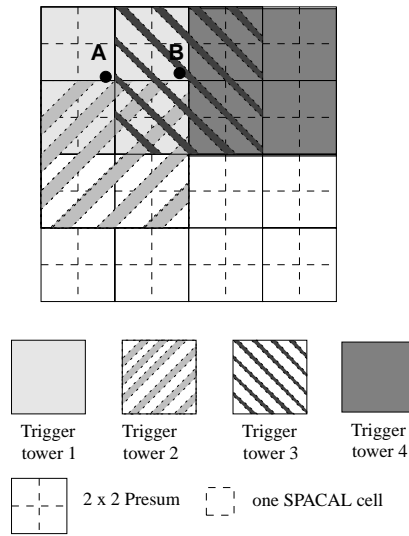 A
B
Trigger
tower 1
Trigger
tower 2
Trigger
tower 3
Trigger
tower 4
2 x 2 Presum
one SPACAL cell